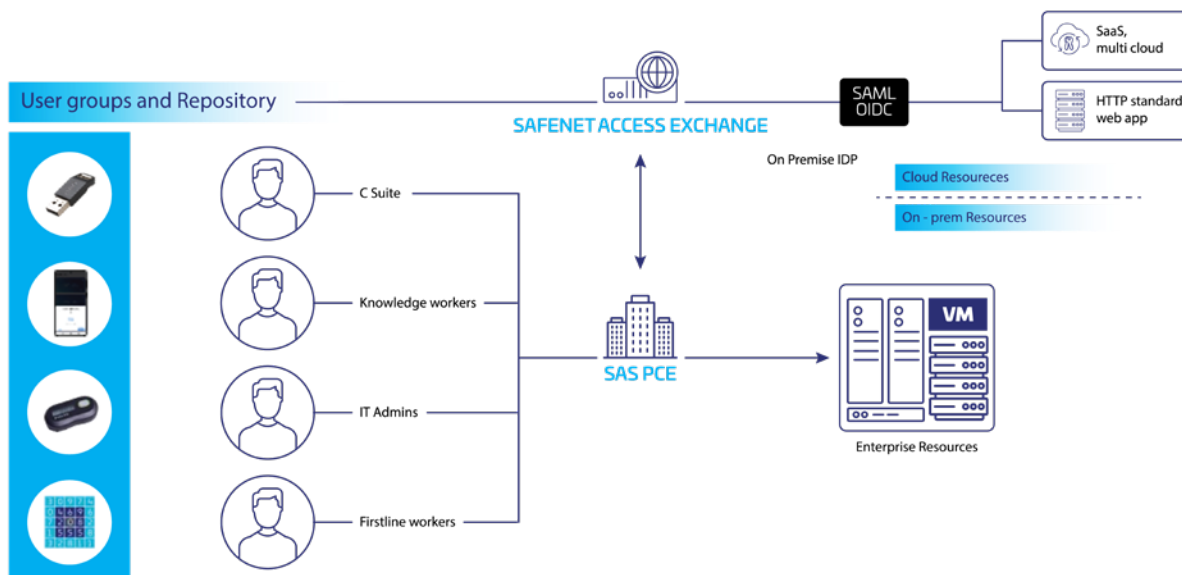 SaaS,
multi cloud
User groups and Repository
SAFENET ACCESS EXCHANGE
SAML
OIDC
HTTP standard
web app
On Premise IDP
Cloud Resoureces
On - prem Resources
C Suite
Knowledge workers
IT Admins
Firstline workers
SAS PCE
VM
Enterprise Resources